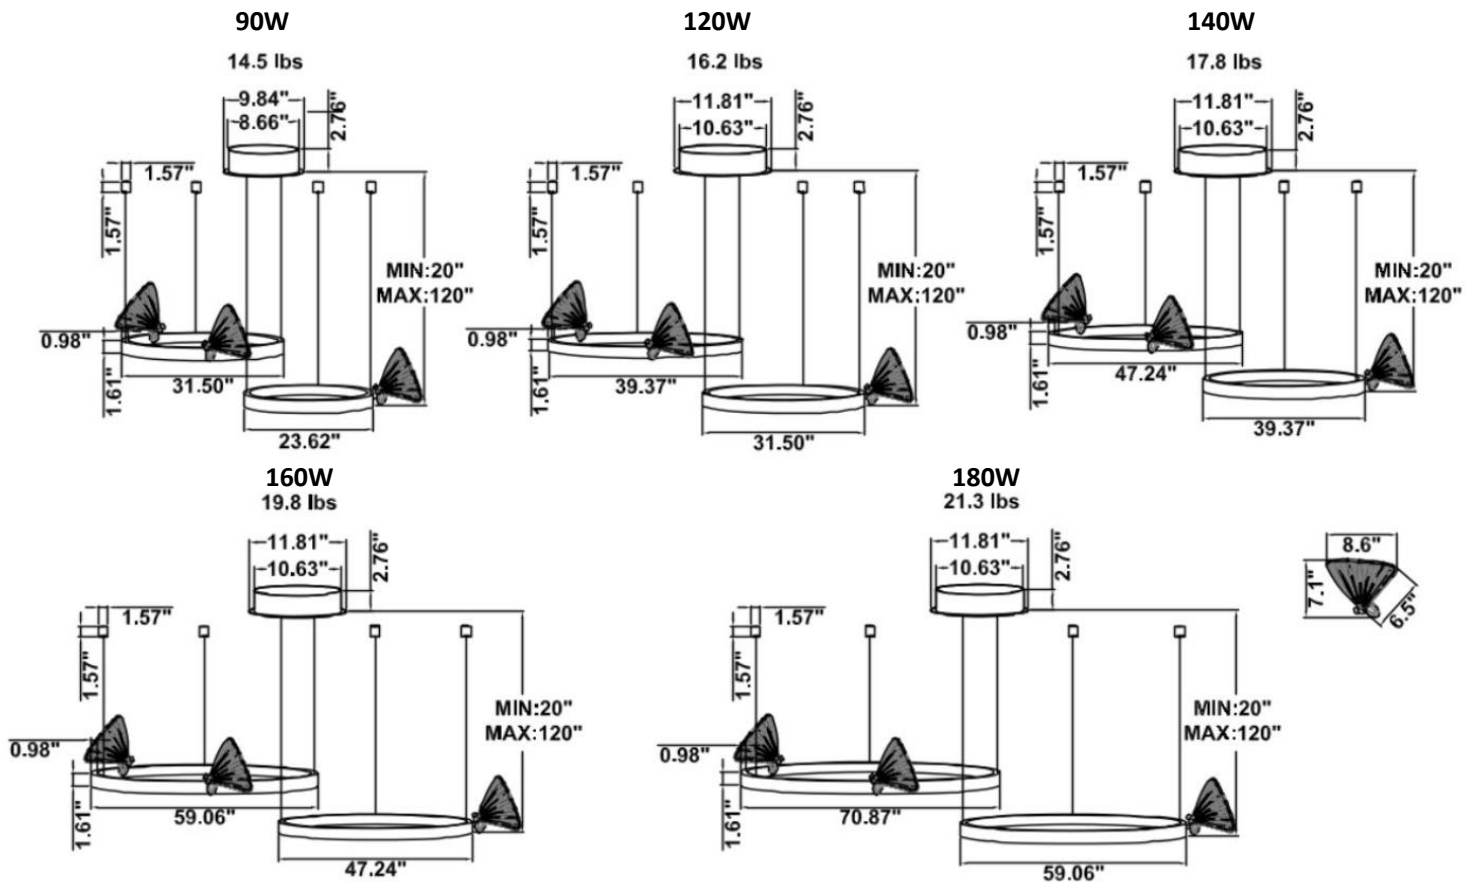 90W
14.5 lbs
9.84"
8.66"
2.76"
1.57"
1.57"
MIN:20"
MAX:120"
0.98"
1.61"
31.50"
23.62"
120W
16.2 lbs
11.81"
10.63"
2.76"
1.57"
1.57"
MIN:20"
MAX:120"
0.98"
1.61"
39.37"
31.50"
140W
17.8 lbs
11.81"
10.63"
2.76"
1.57"
1.57"
MIN:20"
MAX:120"
0.98"
1.61"
47.24"
39.37"
160W
19.8 lbs
11.81"
10.63"
2.76"
1.57"
1.57"
MIN:20"
MAX:120"
0.98"
1.61"
59.06"
47.24"
180W
21.3 lbs
11.81"
10.63"
2.76"
1.57"
1.57"
MIN:20"
MAX:120"
0.98"
1.61"
70.87"
59.06"
8.6"
7.1"
6.5"